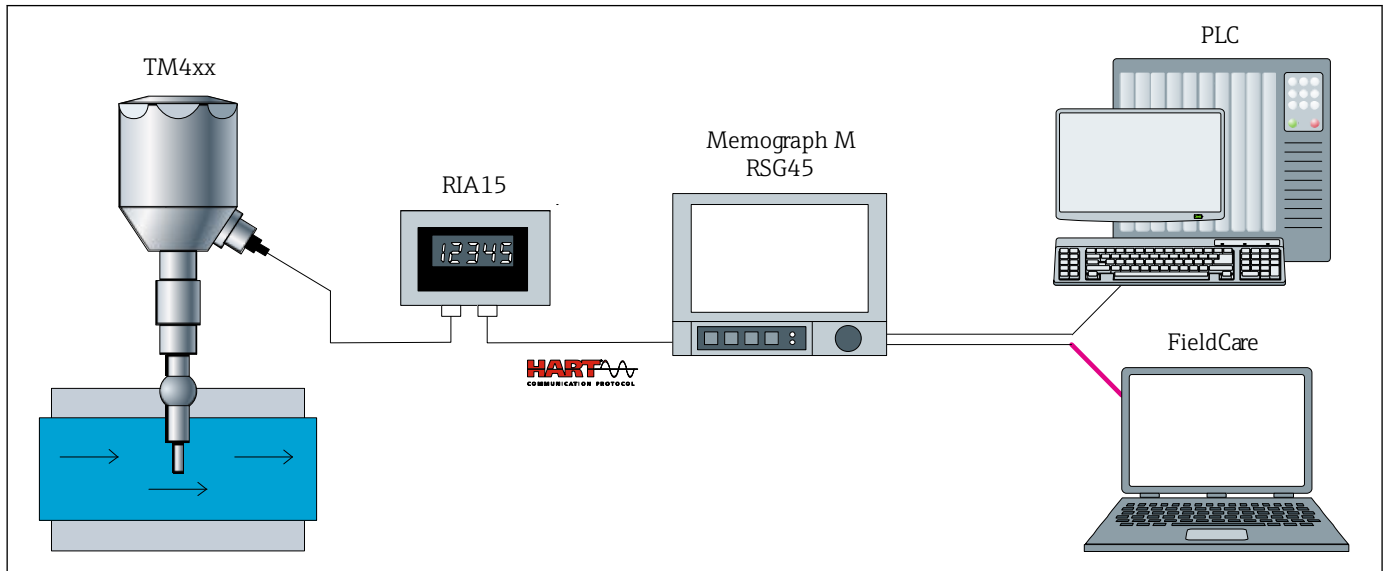 TM4xx
RIA15
12345
HART
COMMUNICATION PROTOCOL
Memograph M
RSG45
PLC
FieldCare